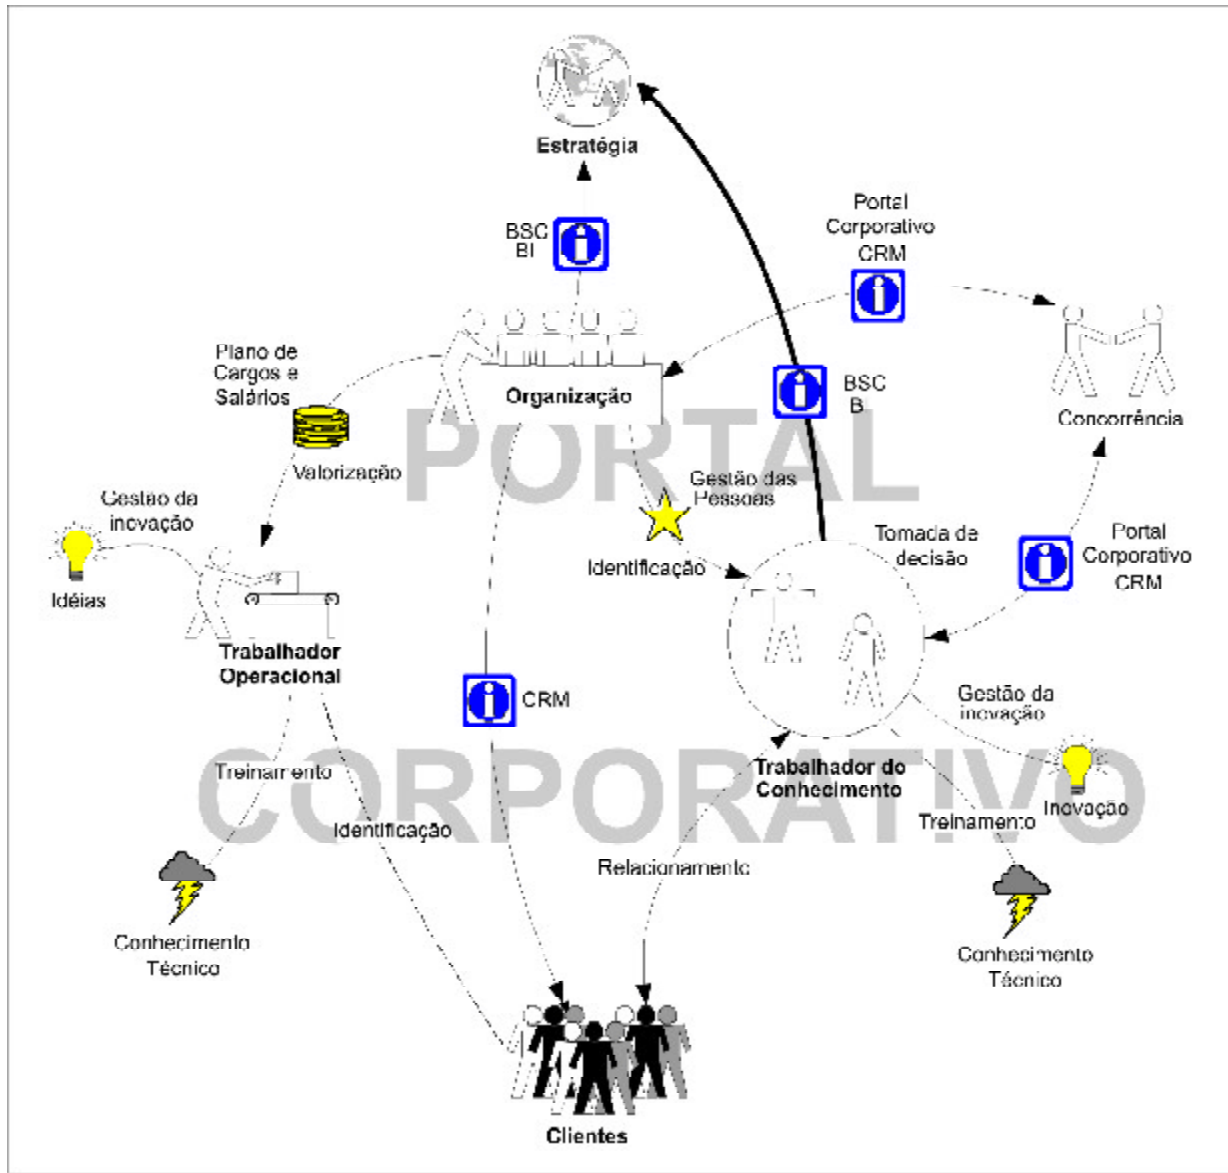 Estratégia
BSC
BI
Portal
Corporativo
CRM
Plano de
Cargos e
Salários
Organização
BSC
B
Concorrência
PORTAL
Valorização
Gestão das
Pessoas
Gestão da
inovação
Tomada de
decisão
Portal
Corporativo
CRM
Identificação
Idéias
Trabalhador
Operacional
CRM
Gestão da
inovação
CORPORATIVO
Treinamento
Trabalhador do
Conhecimento
Inovação
Identificação
Treinamento
Relacionamento
Conhecimento
Técnico
Conhecimento
Técnico
Clientes